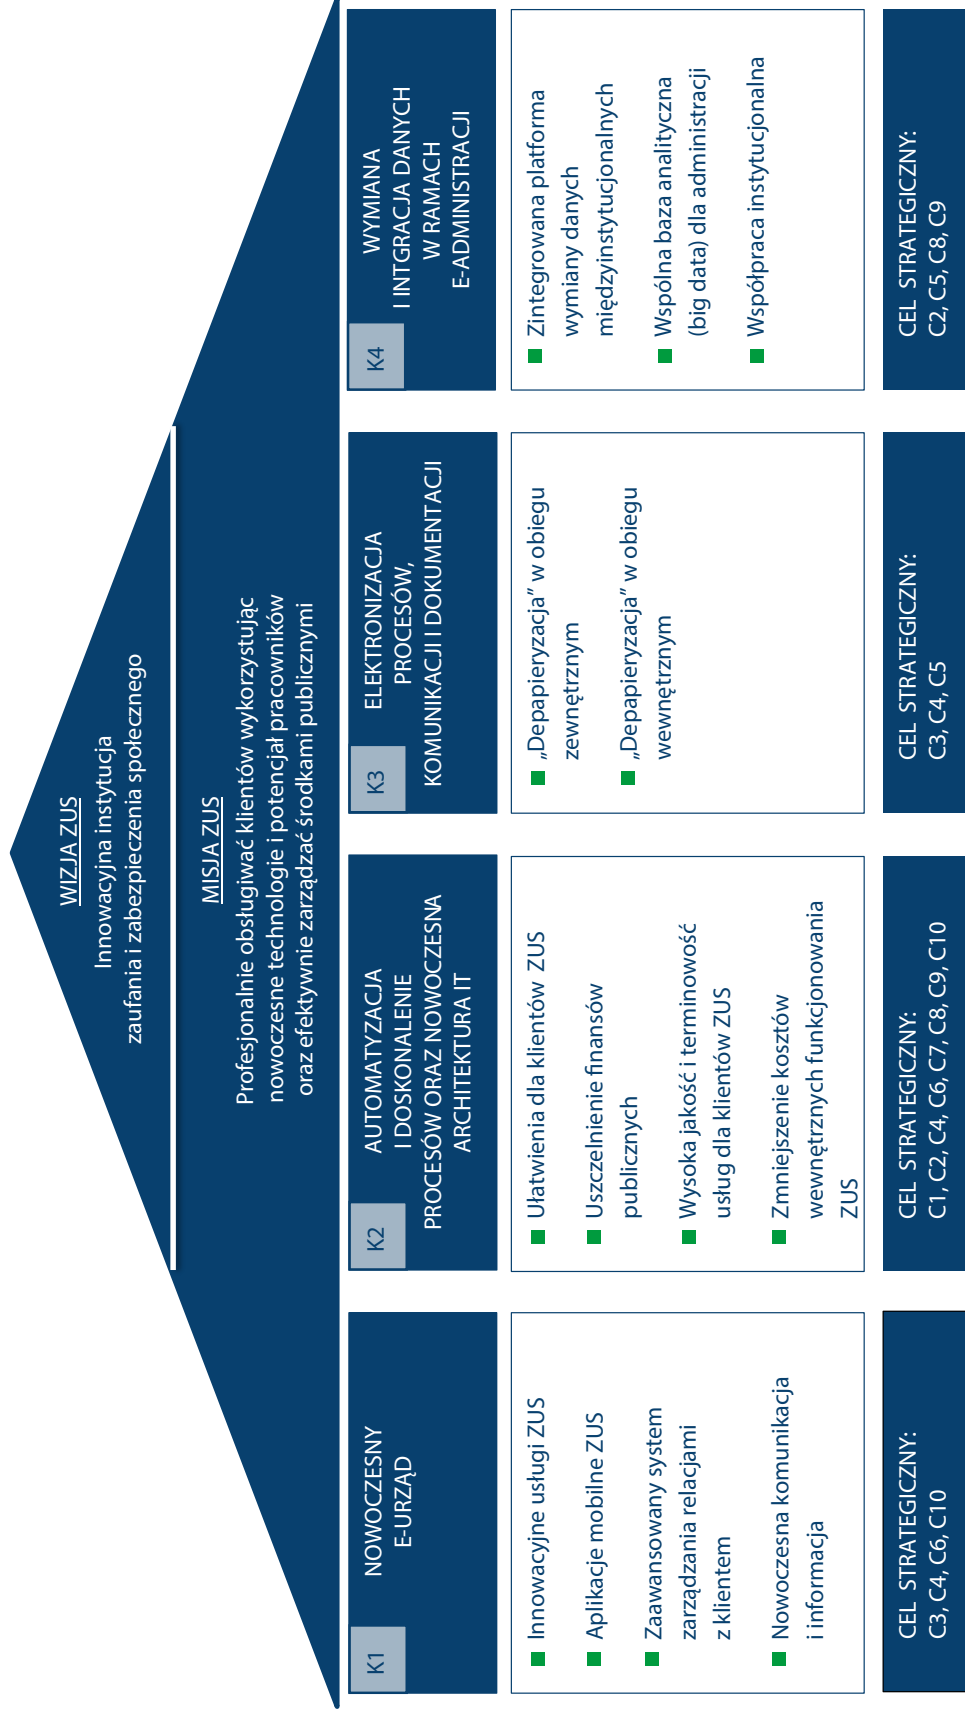 WIZJA ZUS
Innowacyjna instytucja
zaufania i zabezpieczenia społecznego
MISJA ZUS
Profesjonalnie obsługiwać klientów wykorzystując
nowoczesne technologie i potencjał pracowników
oraz efektywnie zarządzać środkami publicznymi
K1
NOWOCZESNY
E-URZĄD
Innowacyjne usługi ZUS
Aplikacje mobilne ZUS
Zaawansowany system
zarządzania relacjami
z klientem
Nowoczesna komunikacja
i informacja
CEL STRATEGICZNY:
C3, C4, C6, C10
K2
AUTOMATYZACJA
I DOSKONALENIE
PROCESÓW ORAZ NOWOCZESNA
ARCHITEKTURA IT
Ułatwienia dla klientów ZUS
Uszczelnienie finansów
publicznych
Wysoka jakość i terminowość
usług dla klientów ZUS
Zmniejszenie kosztów
wewnętrznych funkcjonowania
ZUS
CEL STRATEGICZNY:
C1, C2, C4, C6, C7, C8, C9, C10
K3
ELEKTRONIZACJA
PROCESÓW,
KOMUNIKACJI I DOKUMENTACJI
„Depapieryzacja” w obiegu
zewnętrznym
„Depapieryzacja” w obiegu
wewnętrznym
CEL STRATEGICZNY:
C3, C4, C5
K4
WYMIANA
I INTGRACJA DANYCH
W RAMACH
E-ADMINISTRACJI
Zintegrowana platforma
wymiany danych
międzyinstytucjonalnych
Wspólna baza analityczna
(big data) dla administracji
Współpraca instytucjonalna
CEL STRATEGICZNY:
C2, C5, C8, C9